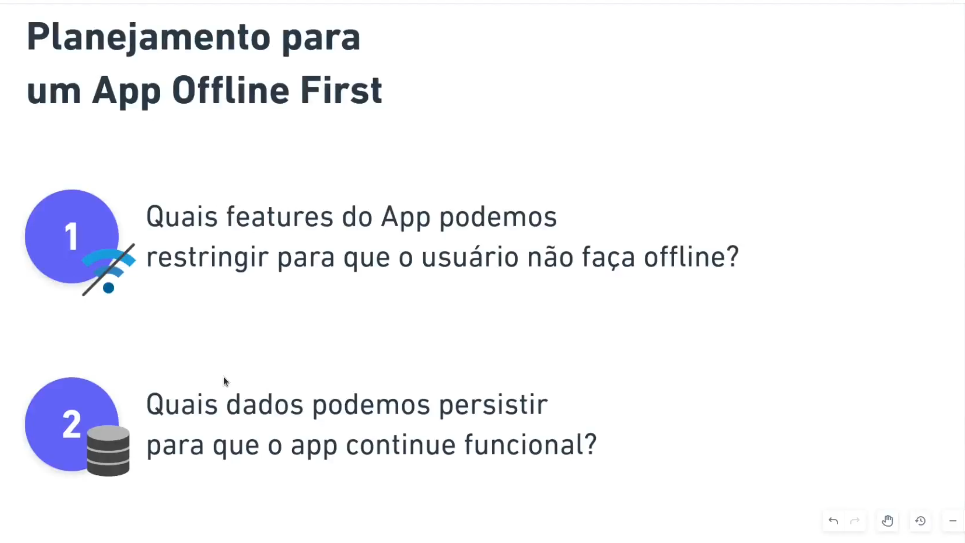 Planejamento para
um App Offline First
1
Quais features do App podemos
restringir para que o usuário não faça offline?
2
Quais dados podemos persistir
para que o app continue funcional?